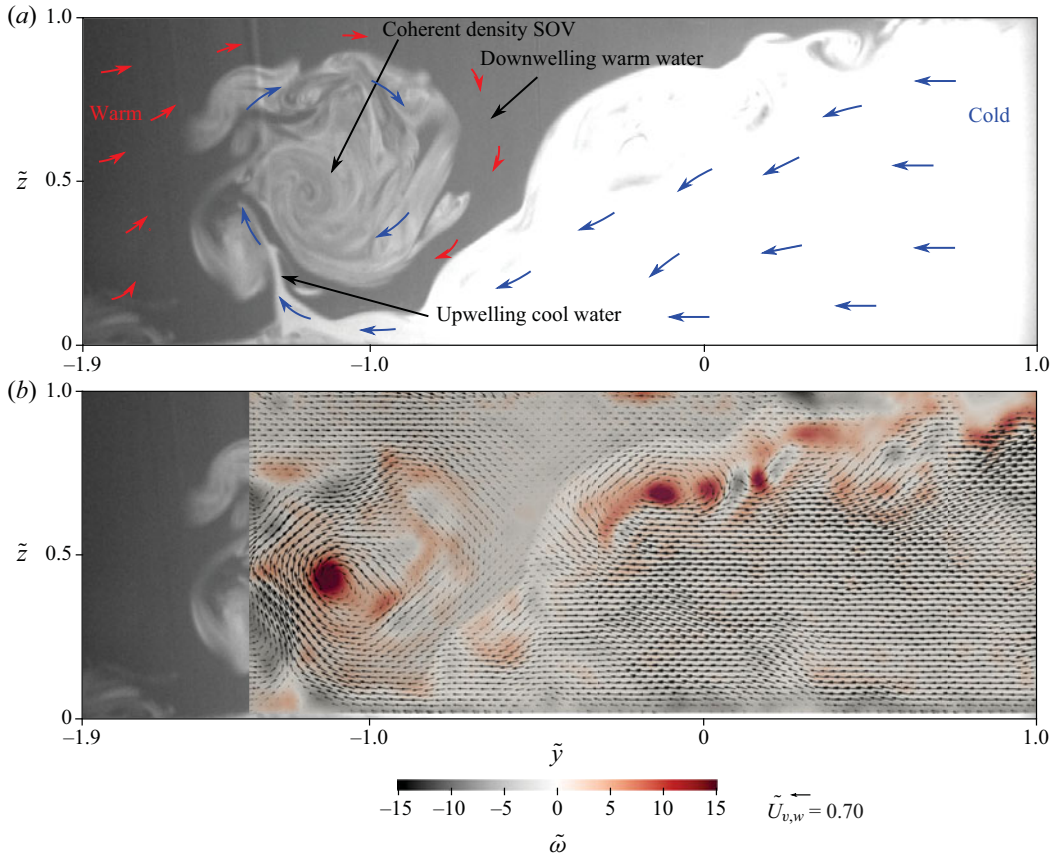 (a)
1.0
Coherent density SOV
Downwelling warm water
Warm
Cold
z̃
0.5
Upwelling cool water
0
−1.9
−1.0
0
1.0
(b)
1.0
z̃
0.5
0
−1.9
−1.0
0
1.0
ỹ
−15
−10
−5
0
5
10
15
Ũv,w = 0.70
ω̃